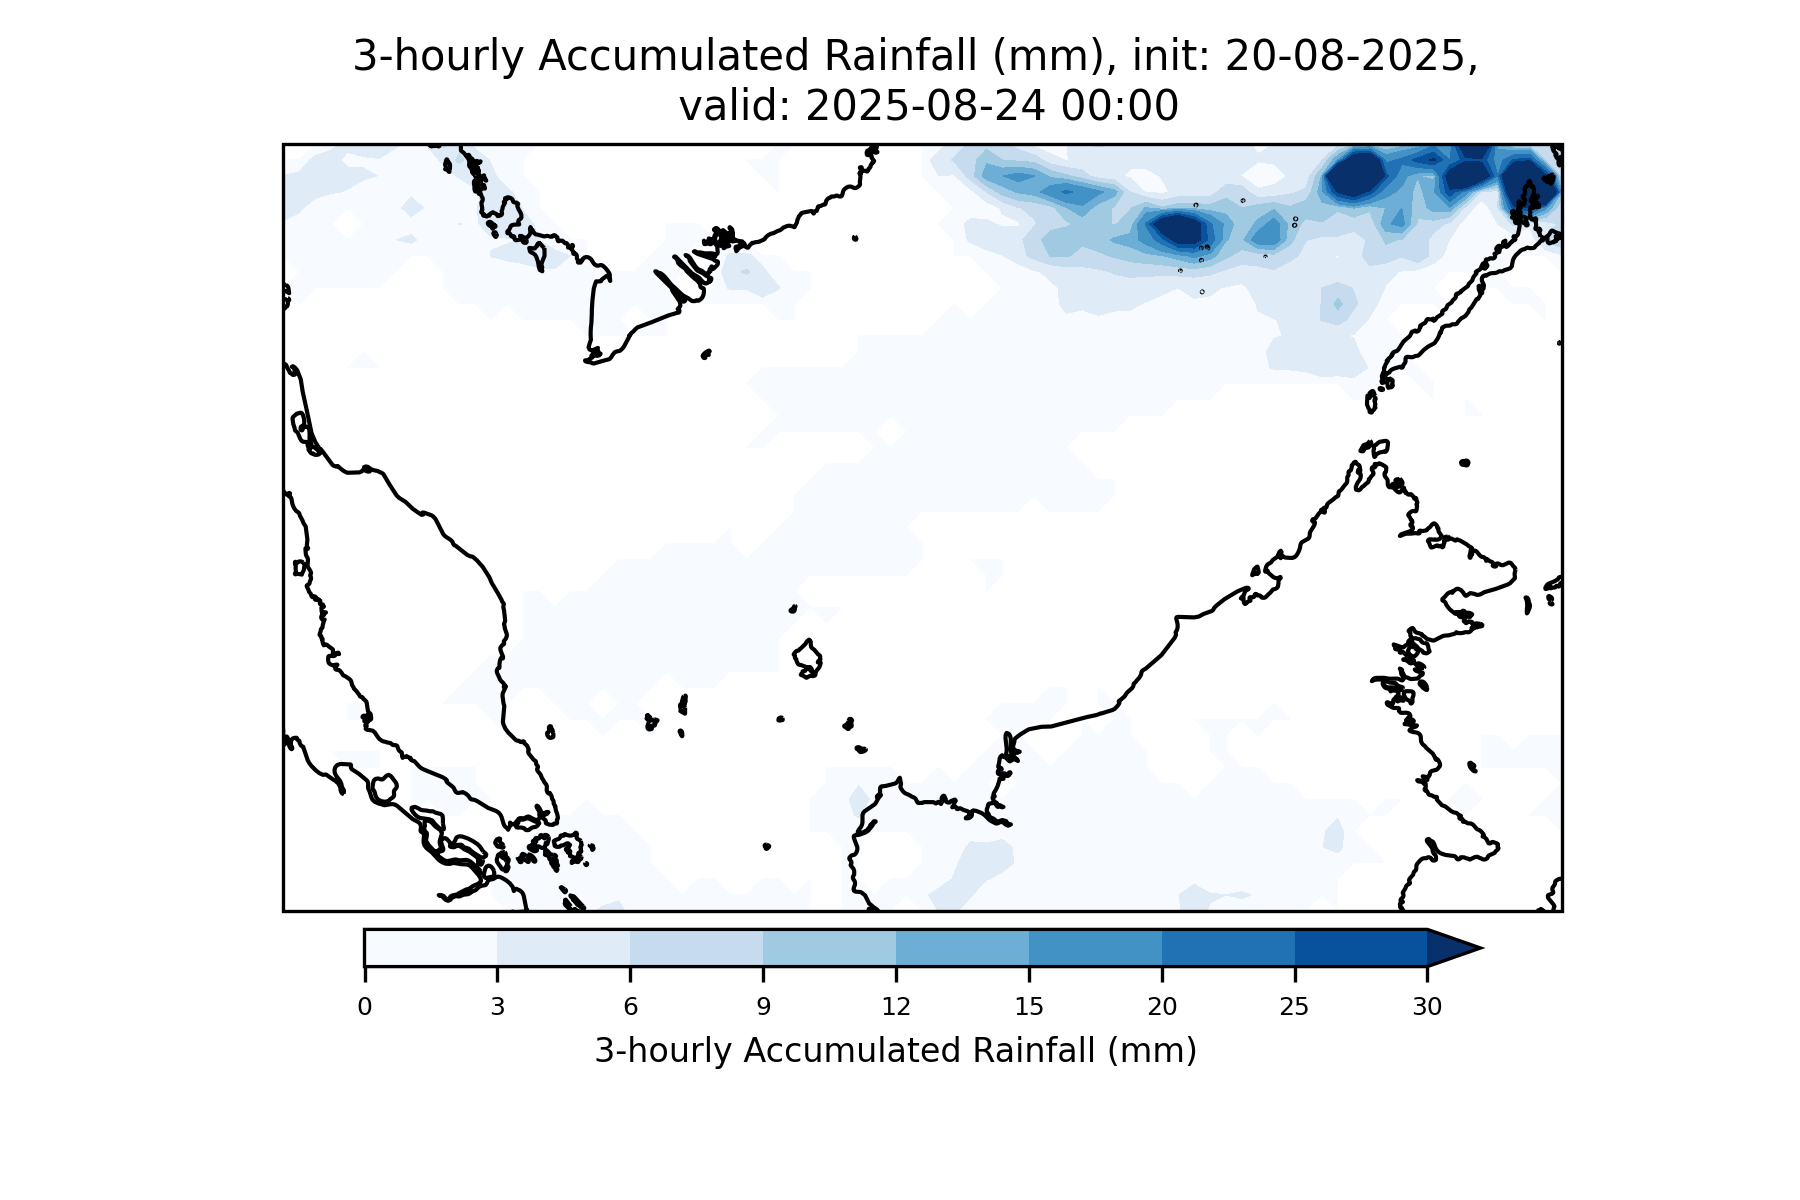 3-hourly Accumulated Rainfall (mm), init: 20-08-2025,
valid: 2025-08-24 00:00
0 3 6 9 12 15 20 25 30
3-hourly Accumulated Rainfall (mm)